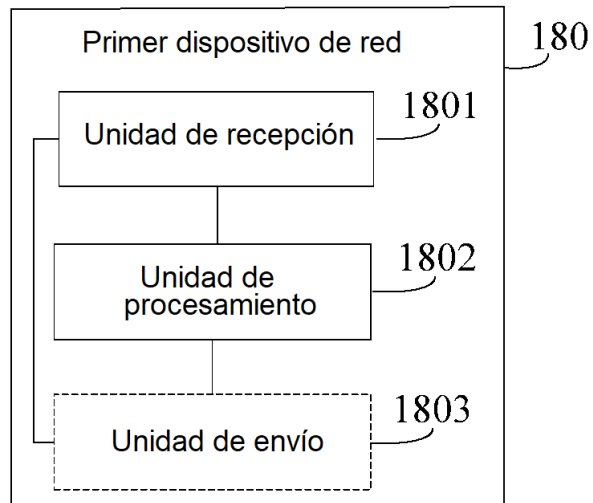 Primer dispositivo de red
180
1801
Unidad de recepción
1802
Unidad de
procesamiento
1803
Unidad de envío